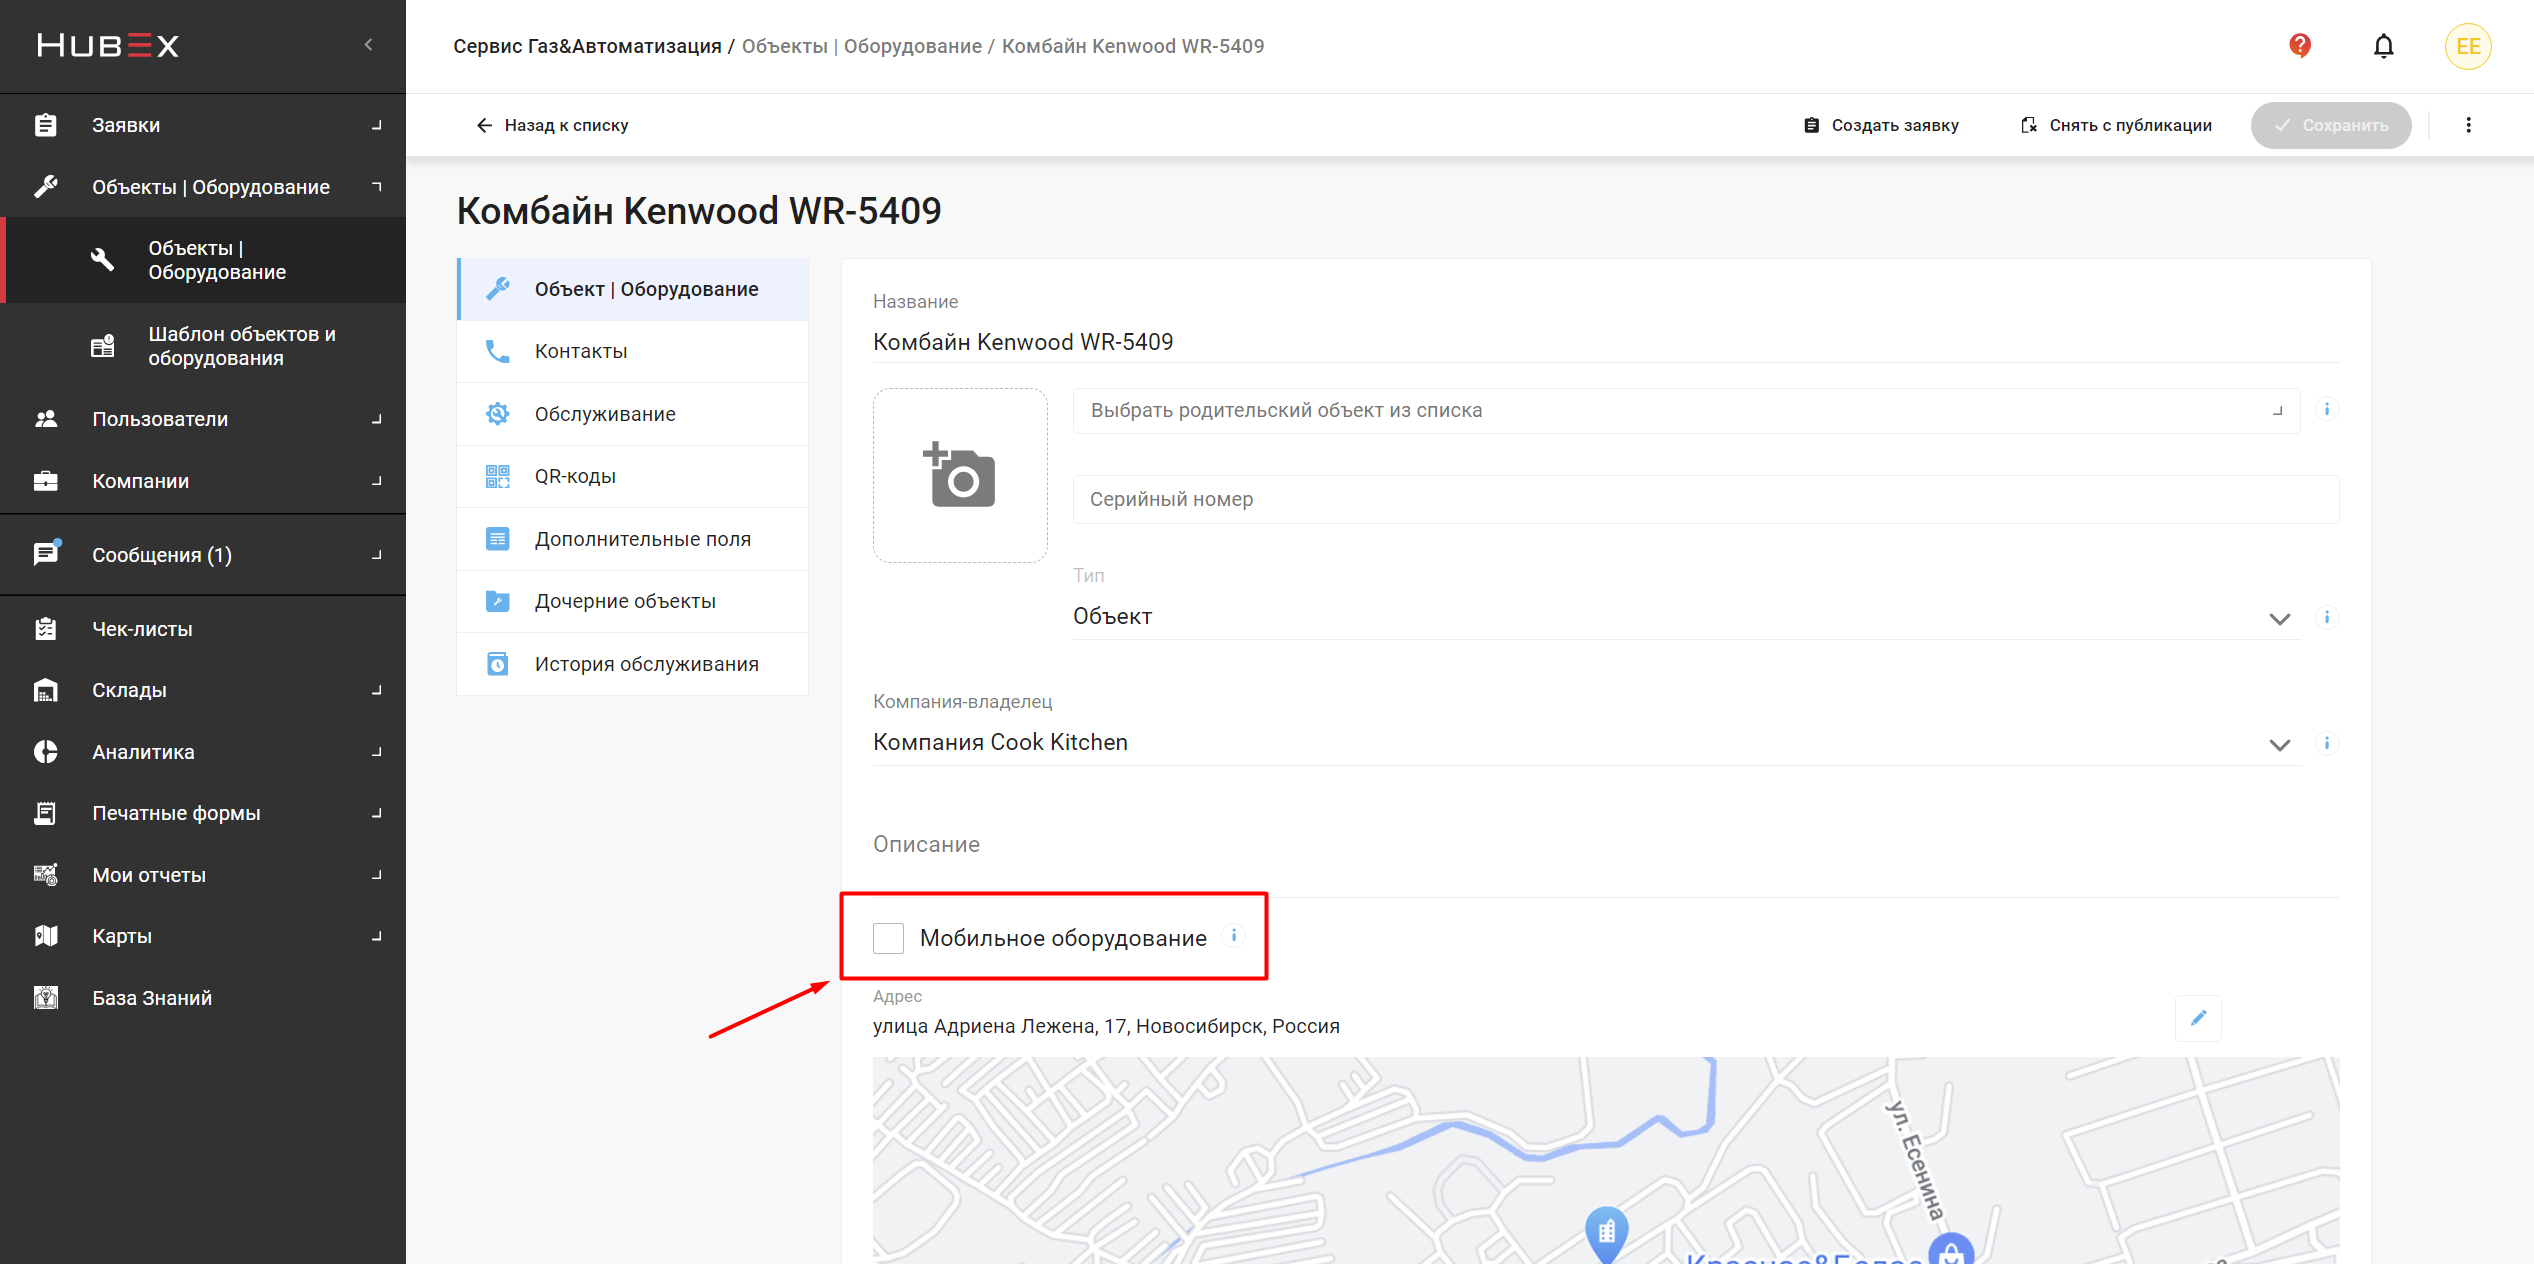 HUBEX
Сервис Газ&Автоматизация / Объекты | Оборудование / Комбайн Kenwood WR-5409
EE
Назад к списку
Создать заявку
Снять с публикации
Сохранить
Заявки
Объекты | Оборудование
Объекты |
Оборудование
Шаблон объектов и
оборудования
Пользователи
Компании
Сообщения (1)
Чек-листы
Склады
Аналитика
Печатные формы
Мои отчеты
Карты
База Знаний
Комбайн Kenwood WR-5409
Объект | Оборудование
Контакты
Обслуживание
QR-коды
Дополнительные поля
Дочерние объекты
История обслуживания
Название
Комбайн Kenwood WR-5409
Выбрать родительский объект из списка
Серийный номер
Тип
Объект
Компания-владелец
Компания Cook Kitchen
Описание
Мобильное оборудование
Адрес
улица Адриена Лежена, 17, Новосибирск, Россия
ул. Есенина
Красное&Белое